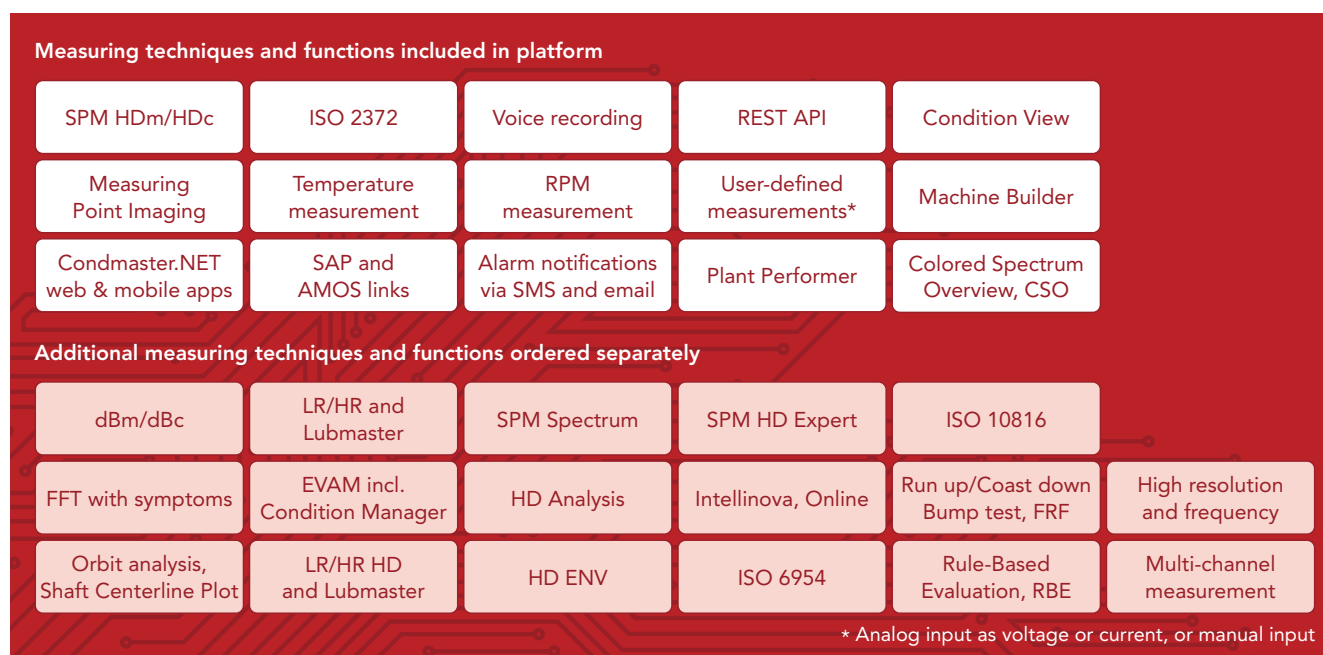 Measuring techniques and functions included in platform
SPM HDm/HDc
ISO 2372
Voice recording
REST API
Condition View
Measuring
Point Imaging
Temperature
measurement
RPM
measurement
User-defined
measurements*
Machine Builder
Condmaster.NET
web & mobile apps
SAP and
AMOS links
Alarm notifications
via SMS and email
Plant Performer
Colored Spectrum
Overview, CSO
Additional measuring techniques and functions ordered separately
dBm/dBc
LR/HR and
Lubmaster
SPM Spectrum
SPM HD Expert
ISO 10816
FFT with symptoms
EVAM incl.
Condition Manager
HD Analysis
Intellinova, Online
Run up/Coast down
Bump test, FRF
High resolution
and frequency
Orbit analysis,
Shaft Centerline Plot
LR/HR HD
and Lubmaster
HD ENV
ISO 6954
Rule-Based
Evaluation, RBE
Multi-channel
measurement
* Analog input as voltage or current, or manual input